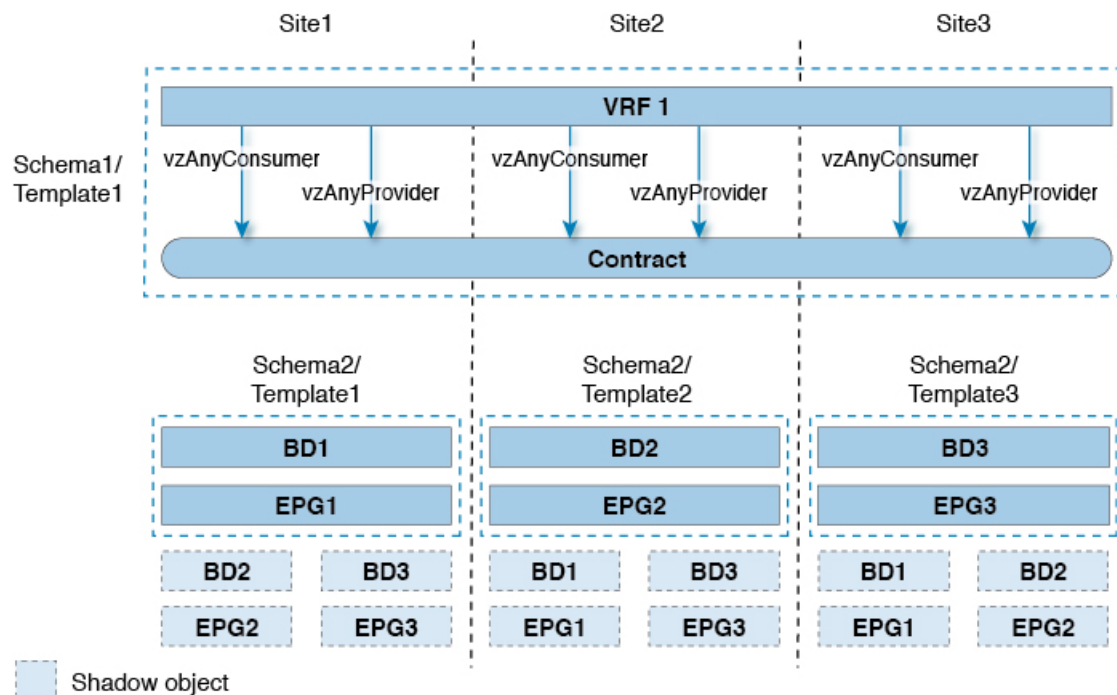 Site1 Site2 Site3
VRF 1
Schema1/
Template1
vzAnyConsumer vzAnyConsumer vzAnyConsumer
vzAnyProvider vzAnyProvider vzAnyProvider
Contract
Schema2/ Schema2/ Schema2/
Template1 Template2 Template3
BD1 BD2 BD3
EPG1 EPG2 EPG3
BD2 BD3 BD1 BD3 BD1 BD2
EPG2 EPG3 EPG1 EPG3 EPG1 EPG2
Shadow object